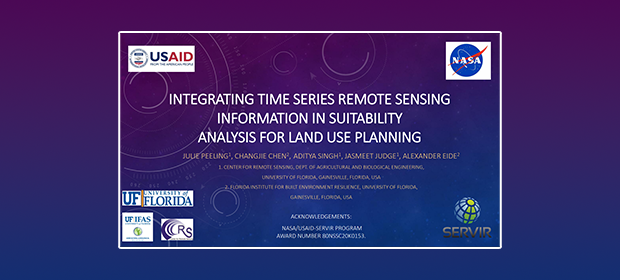 USAID
FROM THE AMERICAN PEOPLE
NASA
INTEGRATING TIME SERIES REMOTE SENSING
INFORMATION IN SUITABILITY
ANALYSIS FOR LAND USE PLANNING
JULIE PEELING¹, CHANGJIE CHEN², ADITYA SINGH¹, JASMEET JUDGE¹, ALEXANDER EIDE²
1. CENTER FOR REMOTE SENSING, DEPT. OF AGRICULTURAL AND BIOLOGICAL ENGINEERING,
UNIVERSITY OF FLORIDA, GAINESVILLE, FLORIDA, USA
2. FLORIDA INSTITUTE FOR BUILT ENVIRONMENT RESILIENCE, UNIVERSITY OF FLORIDA,
GAINESVILLE, FLORIDA, USA
UF UNIVERSITY of
FLORIDA
UF IFAS
CRS
ACKNOWLEDGEMENTS:
NASA/USAID-SERVIR PROGRAM
AWARD NUMBER 80NSSC20K0153.
SERVIR